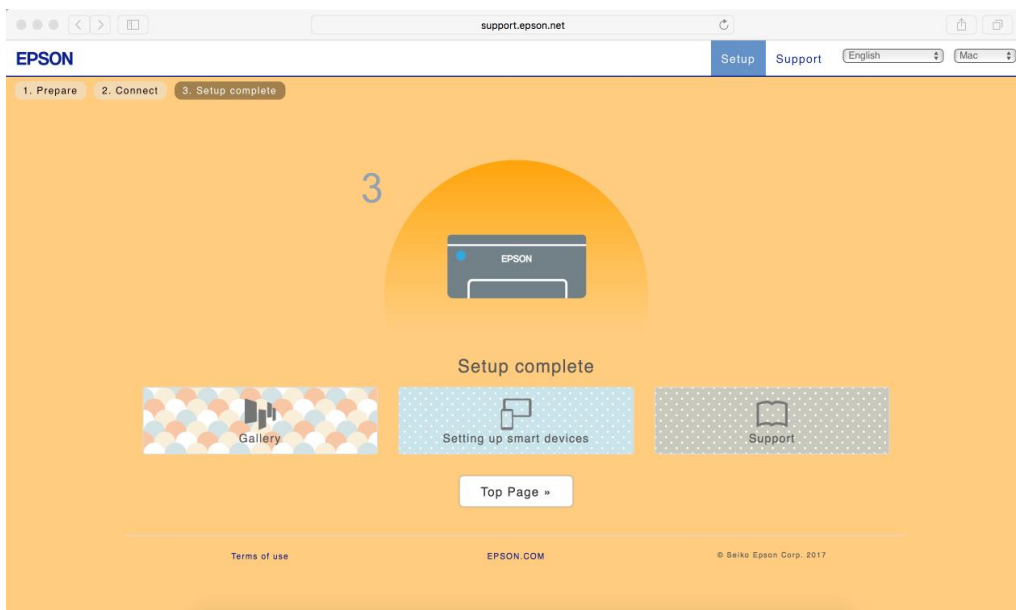 support.epson.net
EPSON
Setup
Support
English
Mac
1. Prepare
2. Connect
3. Setup complete
3
EPSON
Setup complete
Gallery
Setting up smart devices
Support
Top Page »
Terms of use
EPSON.COM
© Seiko Epson Corp. 2017